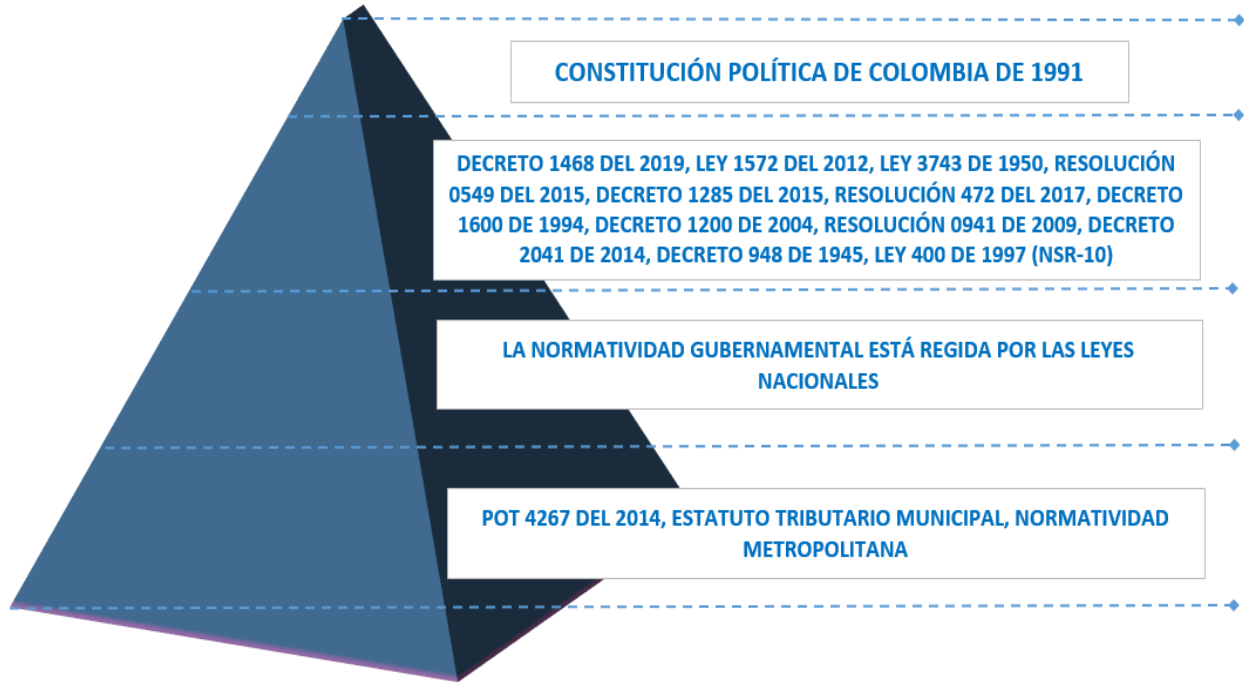 CONSTITUCIÓN POLÍTICA DE COLOMBIA DE 1991
DECRETO 1468 DEL 2019, LEY 1572 DEL 2012, LEY 3743 DE 1950, RESOLUCIÓN
0549 DEL 2015, DECRETO 1285 DEL 2015, RESOLUCIÓN 472 DEL 2017, DECRETO
1600 DE 1994, DECRETO 1200 DE 2004, RESOLUCIÓN 0941 DE 2009, DECRETO
2041 DE 2014, DECRETO 948 DE 1945, LEY 400 DE 1997 (NSR-10)
LA NORMATIVIDAD GUBERNAMENTAL ESTÁ REGIDA POR LAS LEYES
NACIONALES
POT 4267 DEL 2014, ESTATUTO TRIBUTARIO MUNICIPAL, NORMATIVIDAD
METROPOLITANA